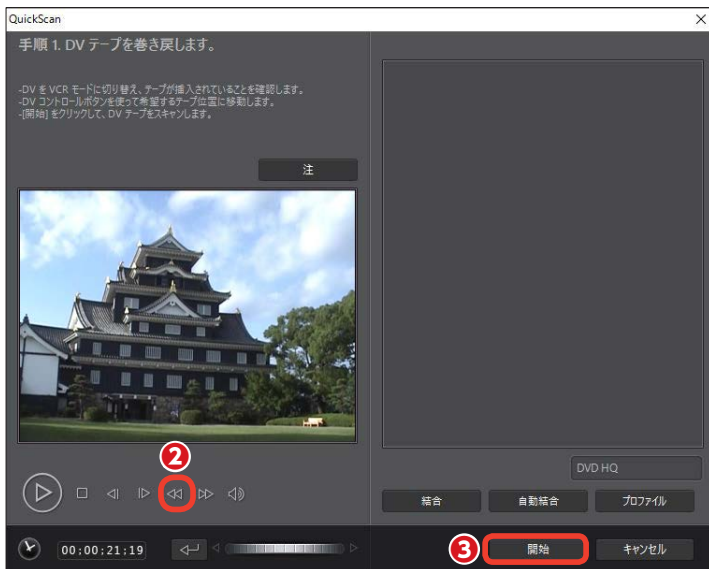 QuickScan
手順 1. DV テープを巻き戻します。
-DV を VCR モードに切り替え、テープが挿入されていることを確認します。
-DV コントロールボタンを使って希望するテープ位置に移動します。
-[開始] をクリックして、DV テープをスキャンします。
注
2
DVD HQ
結合
自動結合
プロファイル
00:00:21:19
3
開始
キャンセル